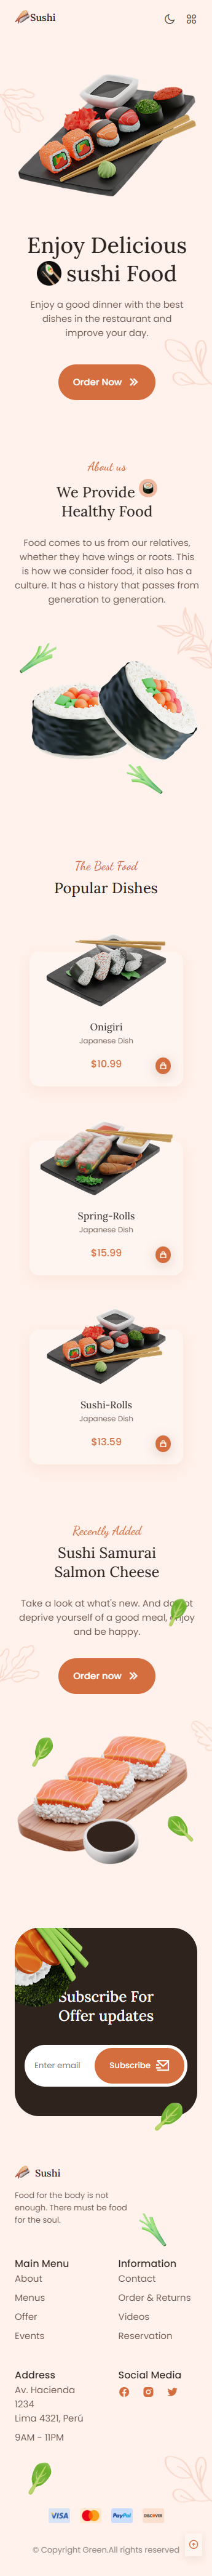 Sushi
Enjoy Delicious
sushi Food
Enjoy a good dinner with the best
dishes in the restaurant and
improve your day.
Order Now
About us
We Provide
Healthy Food
Food comes to us from our relatives,
whether they have wings or roots. This
is how we consider food, it also has a
culture. It has a history that passes from
generation to generation.
The Best Food
Popular Dishes
Onigiri
Japanese Dish
$10.99
Spring-Rolls
Japanese Dish
$15.99
Sushi-Rolls
Japanese Dish
$13.59
Recently Added
Sushi Samurai
Salmon Cheese
Take a look at what's new. And do not
deprive yourself of a good meal, enjoy
and be happy.
Order now
Subscribe For
Offer updates
Enter email
Subscribe
Sushi
Food for the body is not
enough. There must be food
for the soul.
Main Menu
About
Menus
Offer
Events
Information
Contact
Order & Returns
Videos
Reservation
Address
Av. Hacienda
1234
Lima 4321, Perú
9AM - 11PM
Social Media
VISA
PayPal
DISCOVER
© Copyright Green.All rights reserved